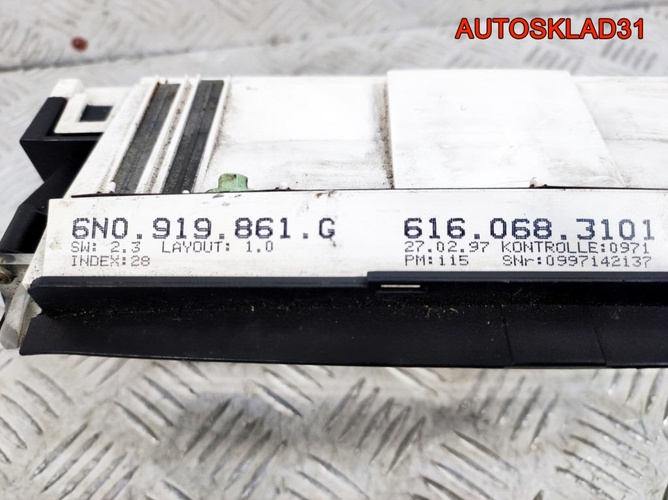 AUTOSKLAD31
6N0.919.861.G 616.068.3101
SW: 2.3 LAYOUT: 1.0 27.02.97 KONTROLLE:0971
INDEX:28 PM:115 SNr:0997142137